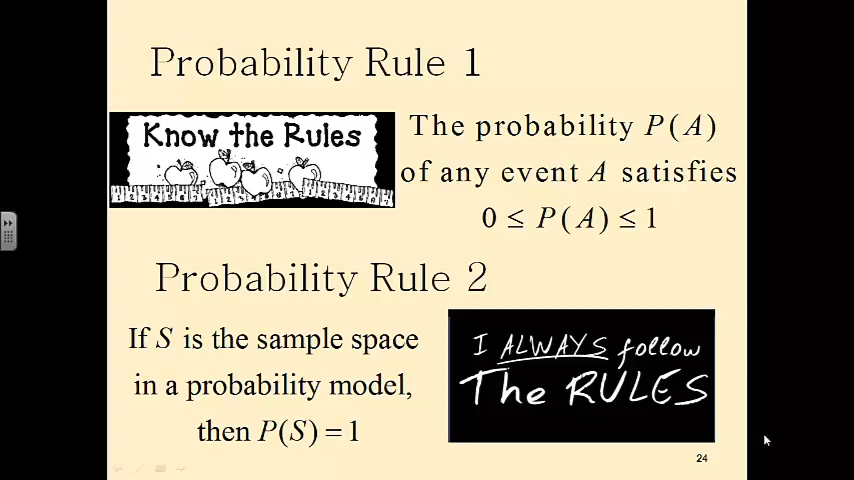 Probability Rule 1
Know the Rules
The probability P(A)
of any event A satisfies
0 ≤ P(A) ≤ 1
Probability Rule 2
If S is the sample space
in a probability model,
then P(S) = 1
I ALWAYS follow
The RULES
24